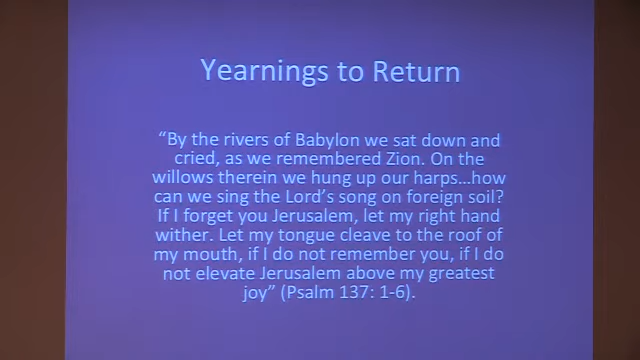 Yearnings to Return
“By the rivers of Babylon we sat down and
cried, as we remembered Zion. On the
willows therein we hung up our harps…how
can we sing the Lord’s song on foreign soil?
If I forget you Jerusalem, let my right hand
wither. Let my tongue cleave to the roof of
my mouth, if I do not remember you, if I do
not elevate Jerusalem above my greatest
joy” (Psalm 137: 1-6).